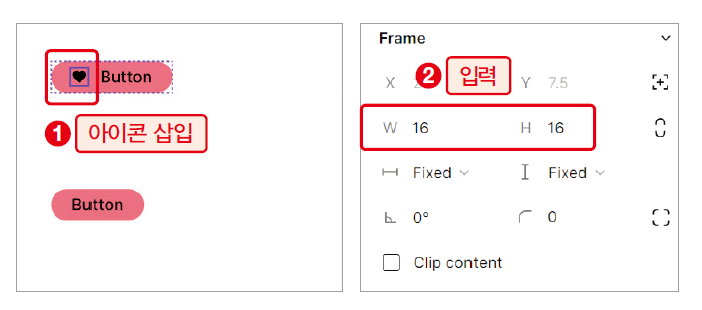 Button
1 아이콘 삽입
Button
Frame
X
2 입력
Y 7.5
W 16 H 16
Fixed Fixed
0° 0
Clip content